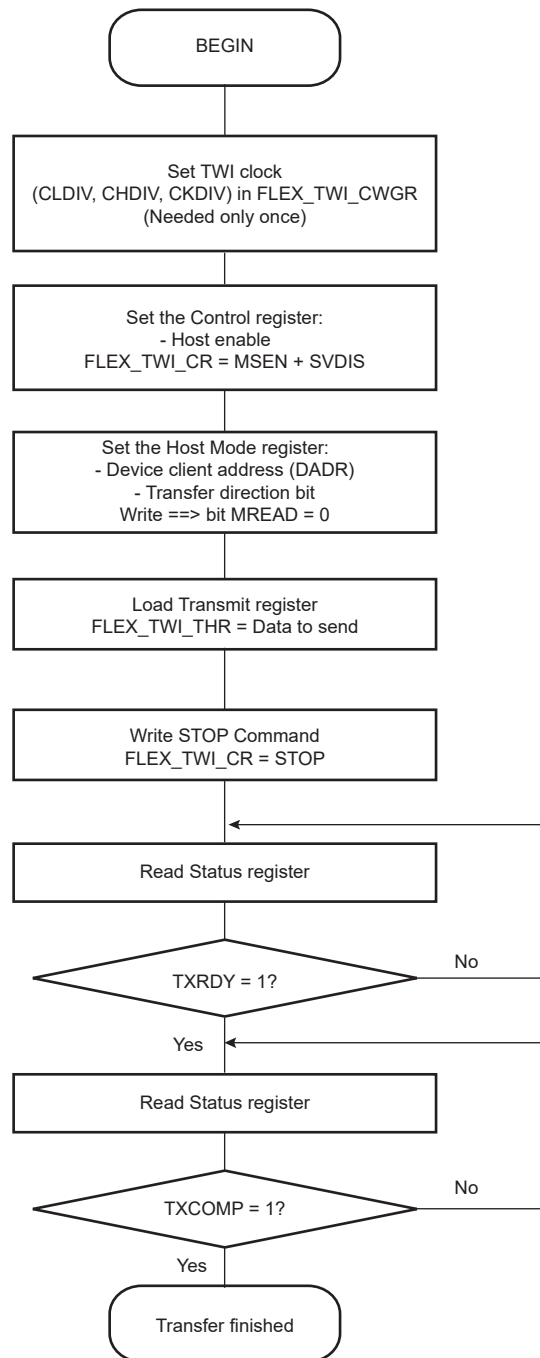 BEGIN
Set TWI clock
(CLDIV, CHDIV, CKDIV) in FLEX_TWI_CWGR
(Needed only once)
Set the Control register:
- Host enable
FLEX_TWI_CR = MSEN + SVDIS
Set the Host Mode register:
- Device client address (DADR)
- Transfer direction bit
Write ==> bit MREAD = 0
Load Transmit register
FLEX_TWI_THR = Data to send
Write STOP Command
FLEX_TWI_CR = STOP
Read Status register
TXRDY = 1?
No
Yes
Read Status register
TXCOMP = 1?
No
Yes
Transfer finished